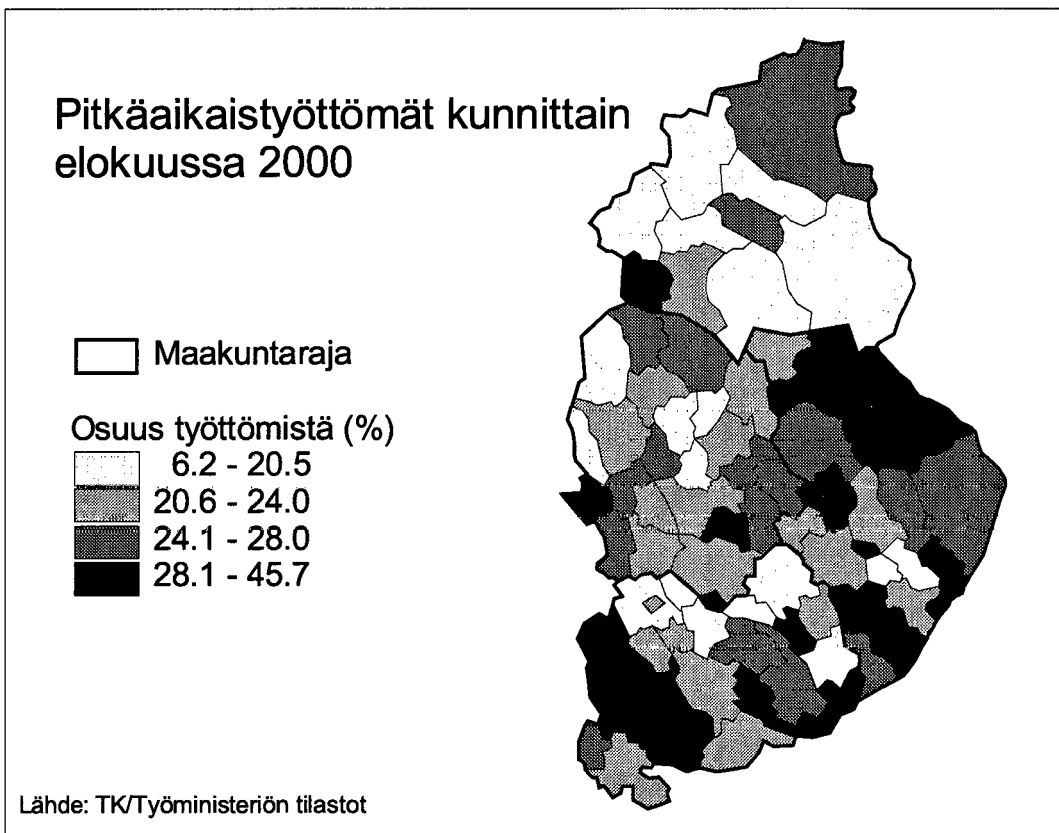 Pitkäaikaistyöttömät kunnittain
elokuussa 2000
Maakuntaraja
Osuus työttömistä (%)
6.2 - 20.5
20.6 - 24.0
24.1 - 28.0
28.1 - 45.7
Lähde: TK/Työministeriön tilastot